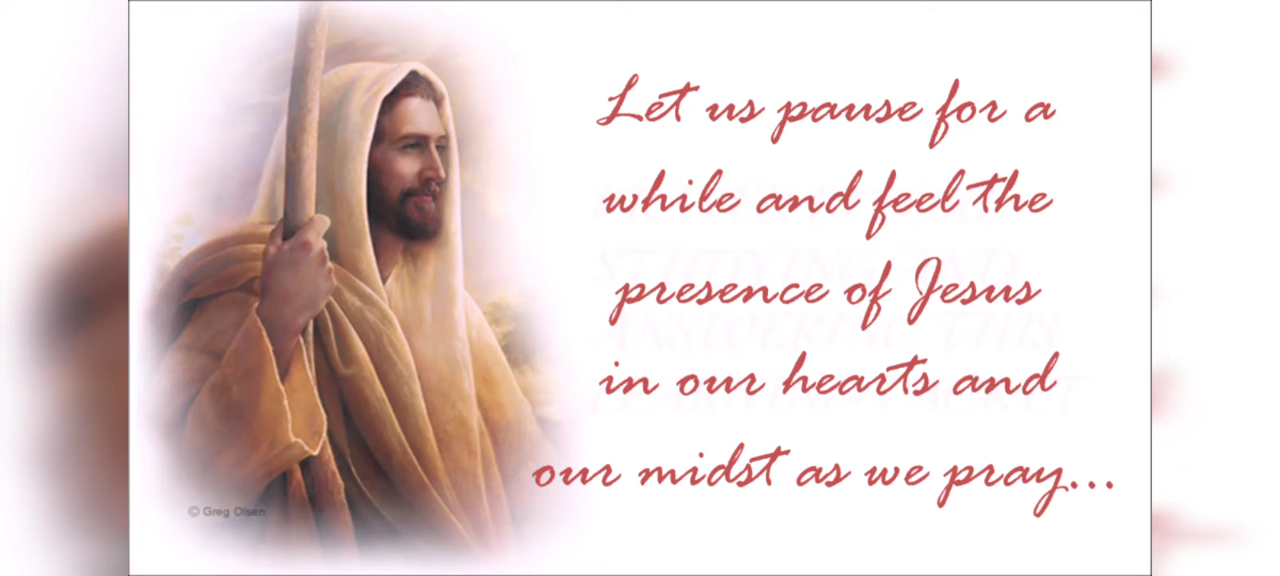 Let us pause for a
while and feel the
presence of Jesus
in our hearts and
our midst as we pray...
© Greg Olsen